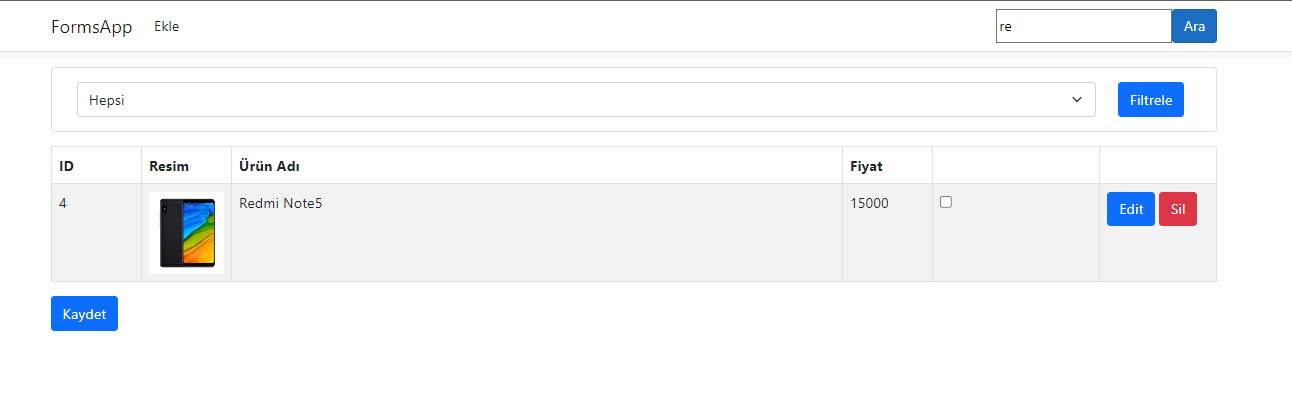 FormsApp Ekle re Ara
Hepsi Filtrele
ID Resim Ürün Adı Fiyat
4 Redmi Note5 15000 Edit Sil
Kaydet